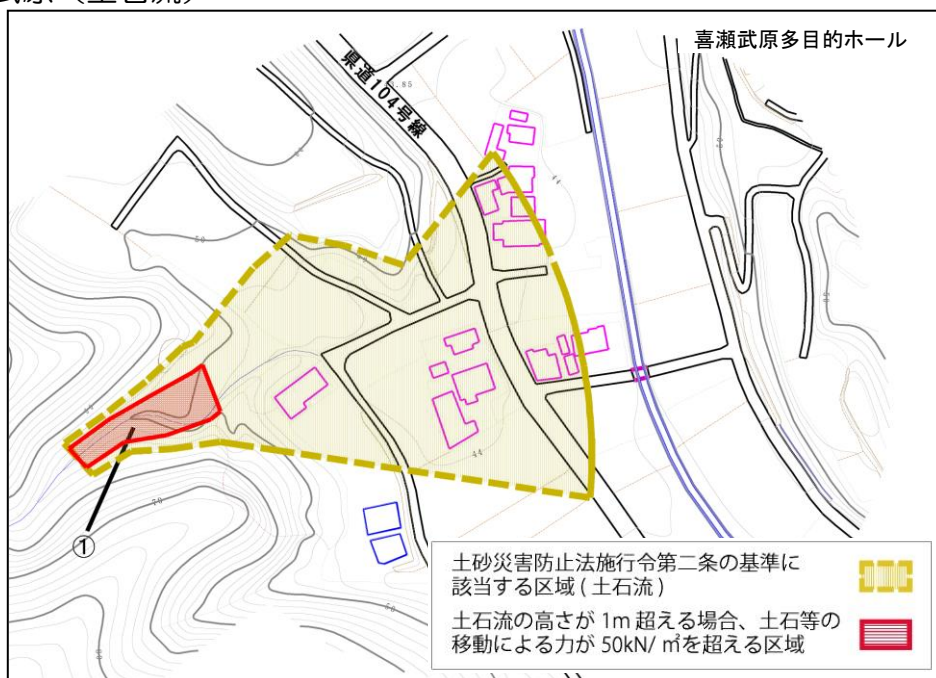 喜瀬武原多目的ホール
県道104号線
44
50
44
50
①
土砂災害防止法施行令第二条の基準に
該当する区域(土石流)
土石流の高さが 1m 超える場合、土石等の
移動による力が 50kN/㎡を超える区域